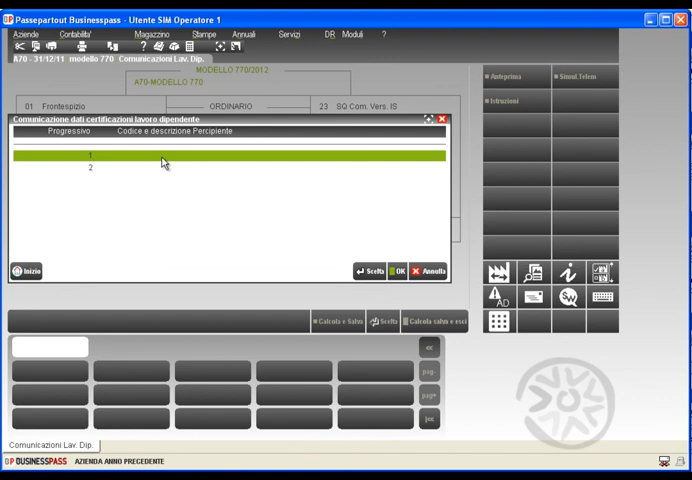 Passepartout Businesspass - Utente SIM Operatore 1
Aziende Contabilita' Magazzino Stampe Annuali Servizi DR Moduli ?
A70 - 31/12/11 modello 770 Comunicazioni Lav. Dip.
MODELLO 770/2012
A70-MODELLO 770
01 Frontespizio ORDINARIO 23 SQ Com. Vers. IS
Anteprima Simul.Telem
Istruzioni
Comunicazione dati certificazioni lavoro dipendente
Progressivo Codice e descrizione Percipiente
1
2
Inizio Scelta OK Annulla
AD
Calcola e Salva Scelta Calcola salva e esci
<<
pag-
pag+
|<<
Comunicazioni Lav. Dip.
BP BUSINESSPASS AZIENDA ANNO PRECEDENTE